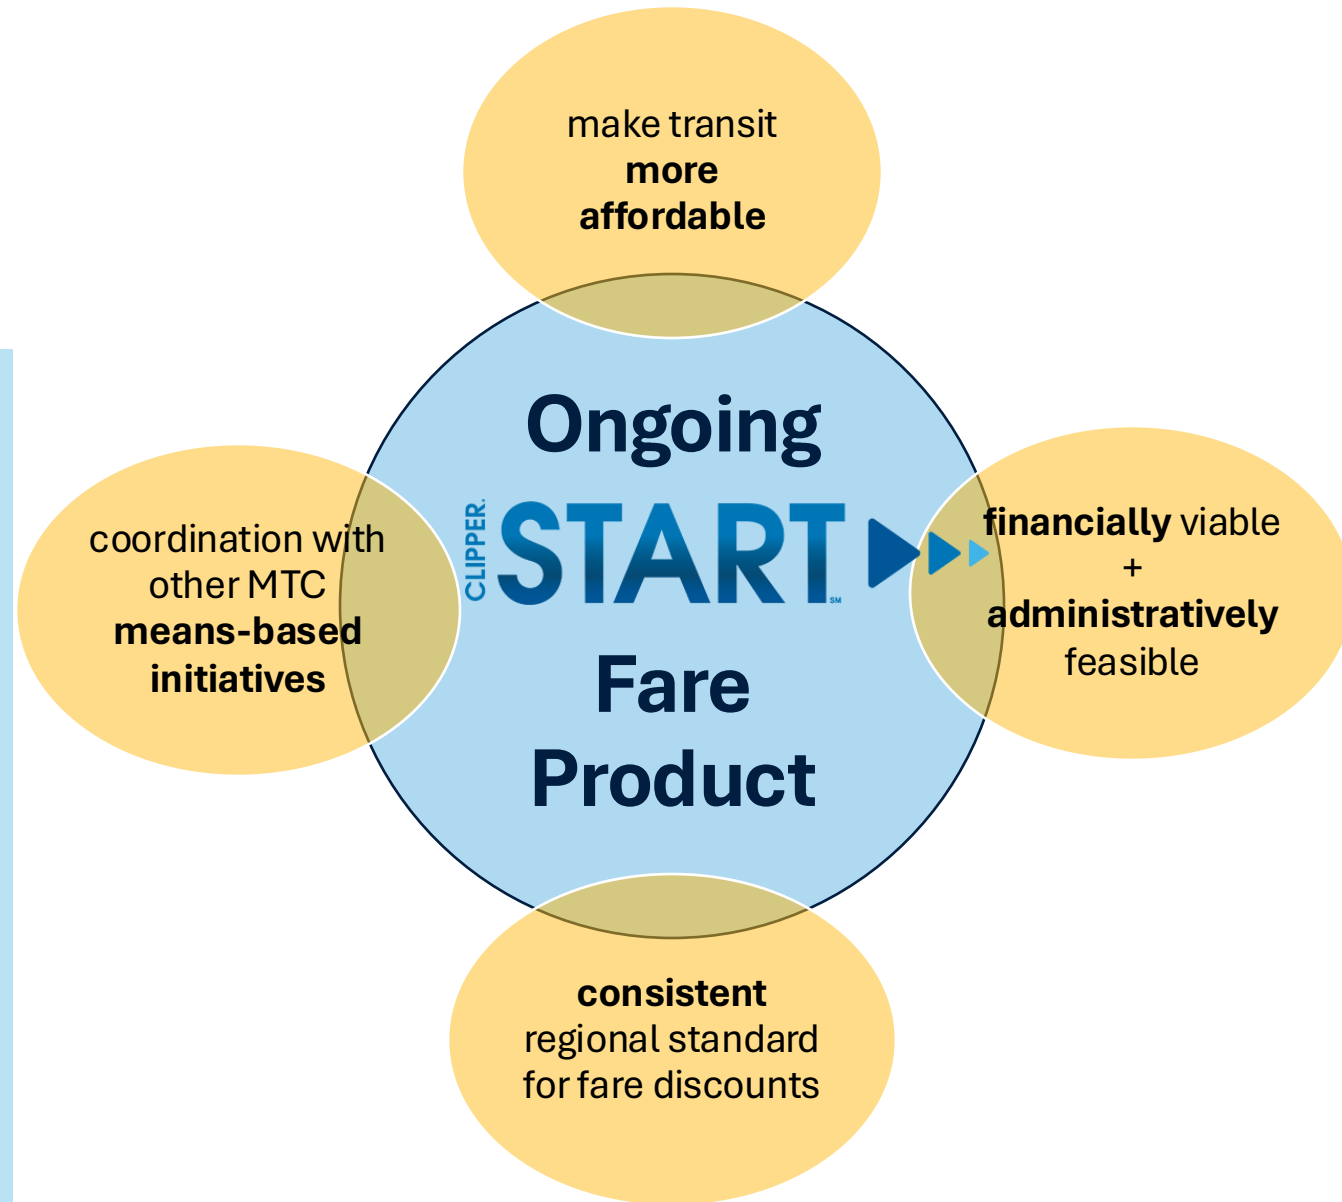 make transit
more
affordable
Ongoing
CLIPPER.
START
SM
Fare
Product
coordination with
other MTC
means-based
initiatives
financially viable
+
administratively
feasible
consistent
regional standard
for fare discounts